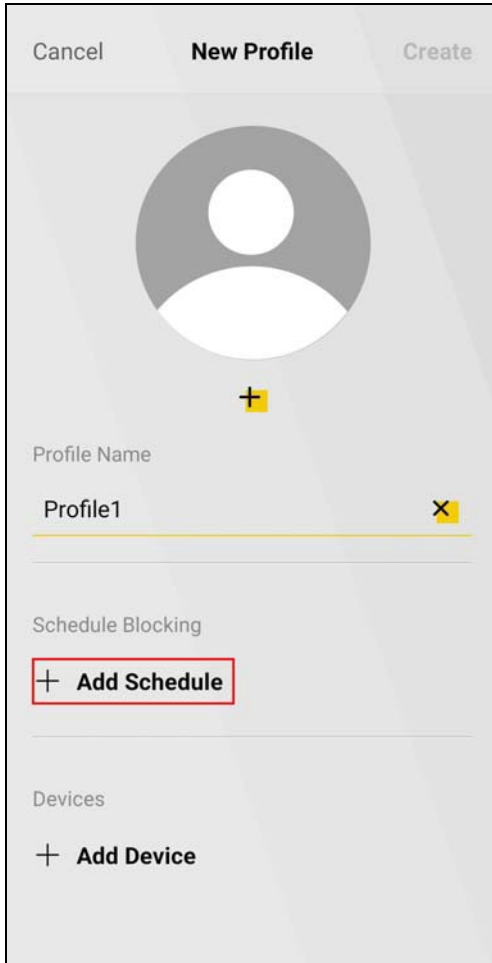 Cancel New Profile Create
Profile Name
Profile1
Schedule Blocking
Add Schedule
Devices
Add Device